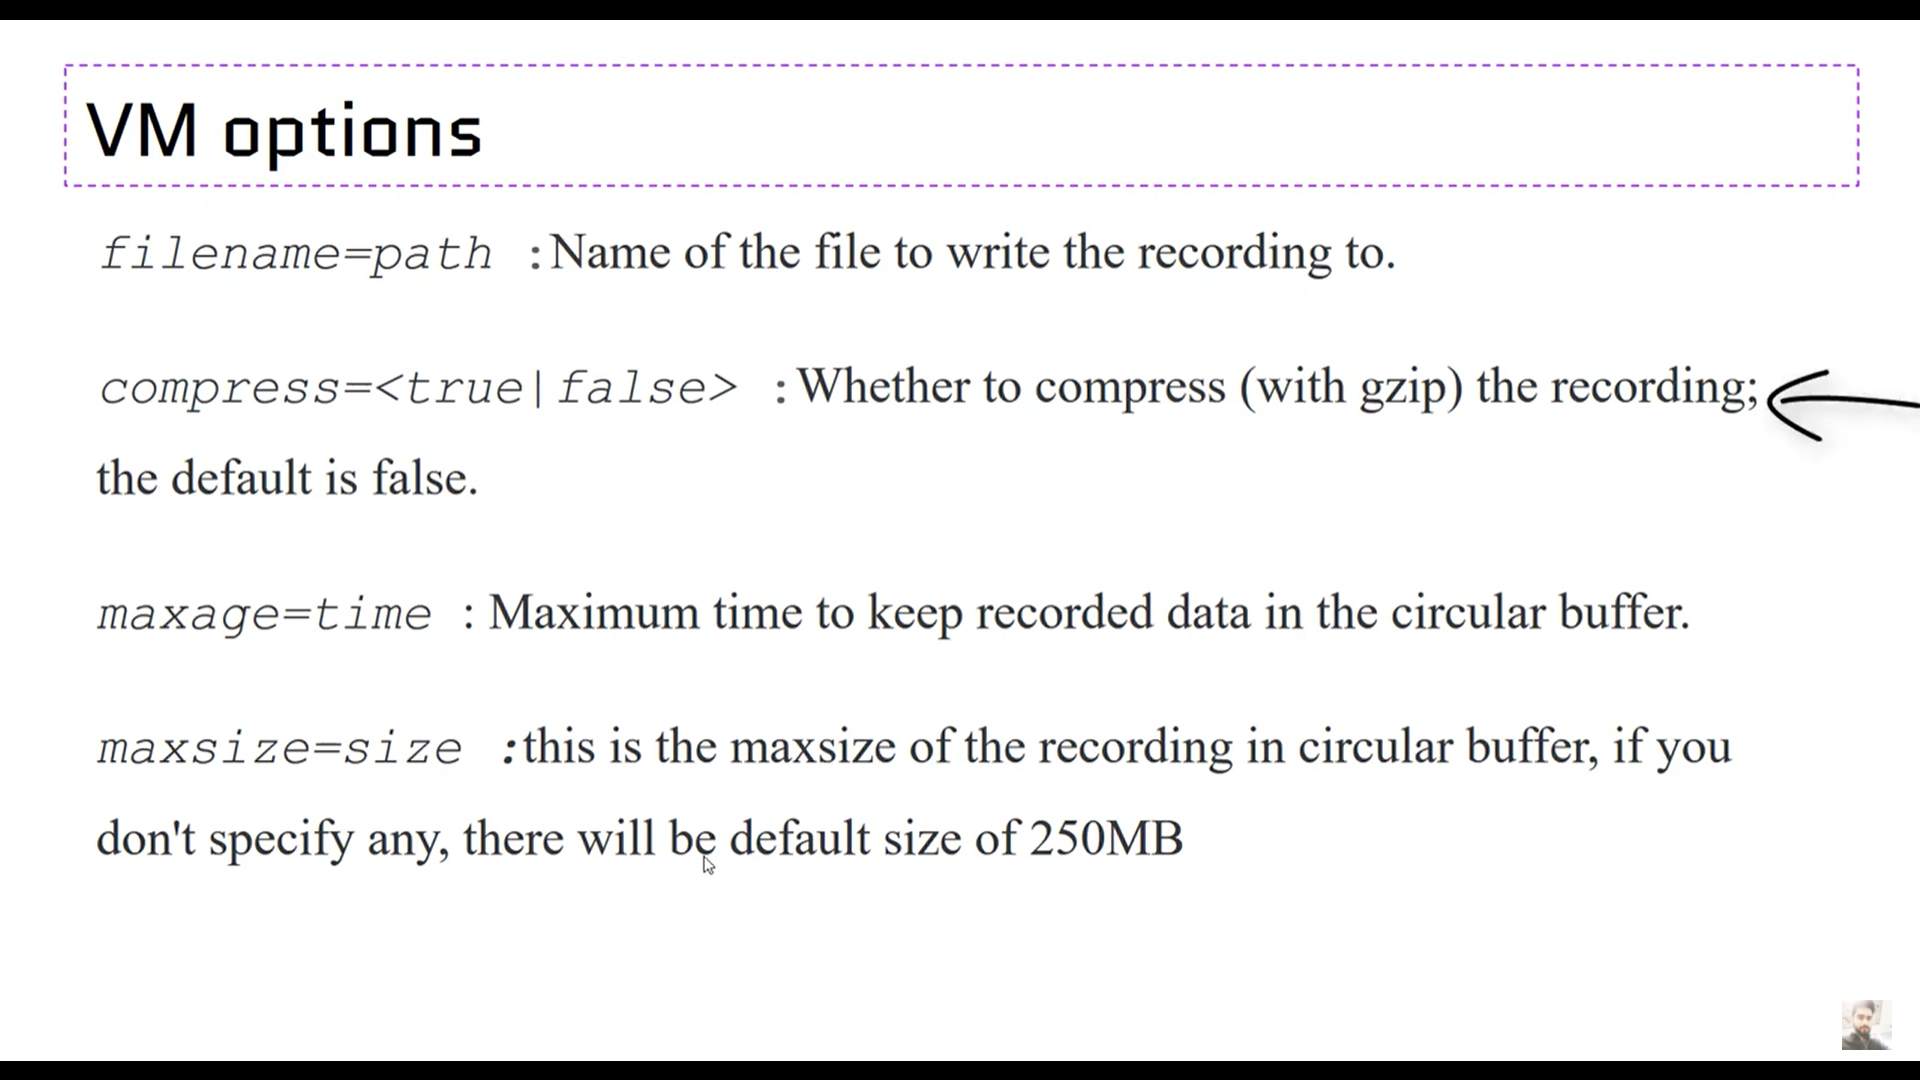 VM options
filename=path :Name of the file to write the recording to.
compress=<true|false> :Whether to compress (with gzip) the recording;
the default is false.
maxage=time : Maximum time to keep recorded data in the circular buffer.
maxsize=size :this is the maxsize of the recording in circular buffer, if you
don't specify any, there will be default size of 250MB